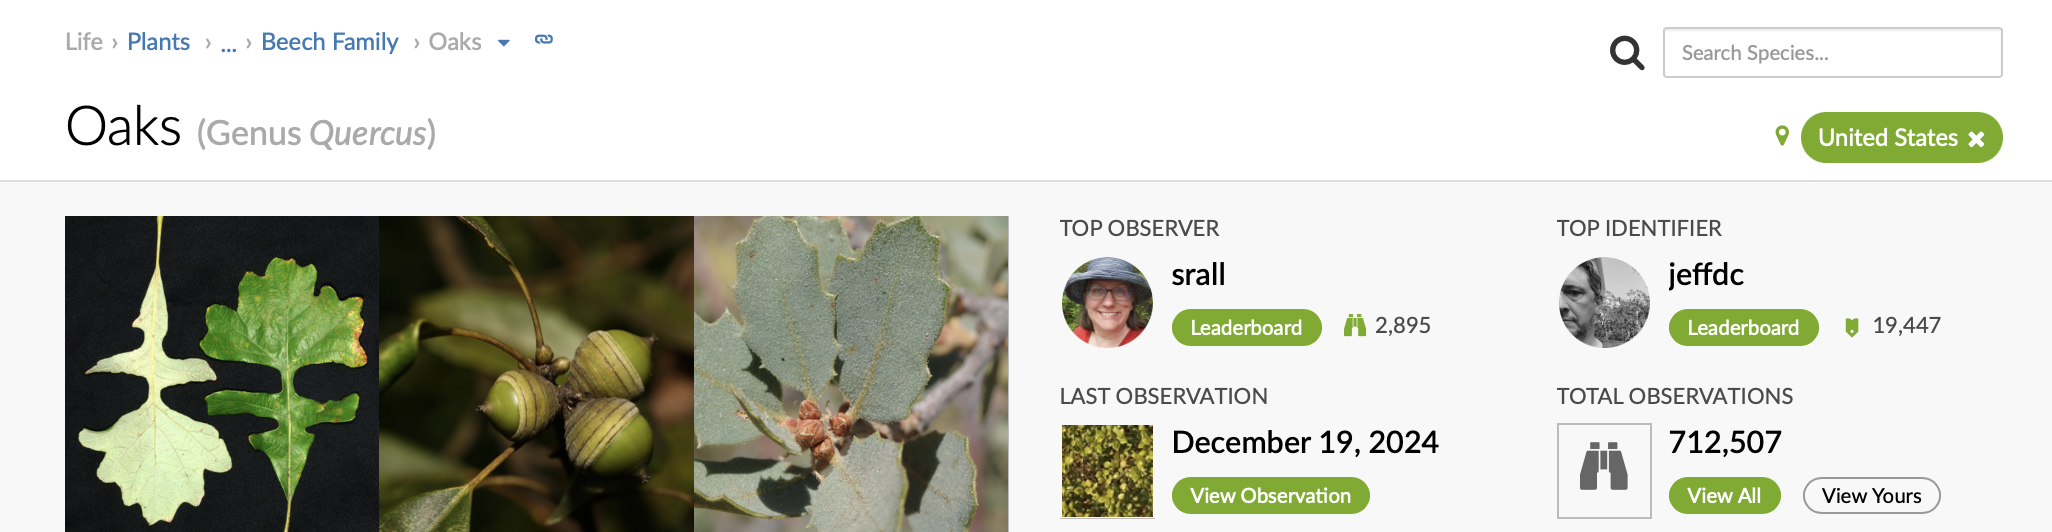 Life › Plants › ... › Beech Family › Oaks
Search Species...
Oaks (Genus Quercus)
United States
TOP OBSERVER
srall
Leaderboard 2,895
TOP IDENTIFIER
jeffdc
Leaderboard 19,447
LAST OBSERVATION
December 19, 2024
View Observation
TOTAL OBSERVATIONS
712,507
View All View Yours